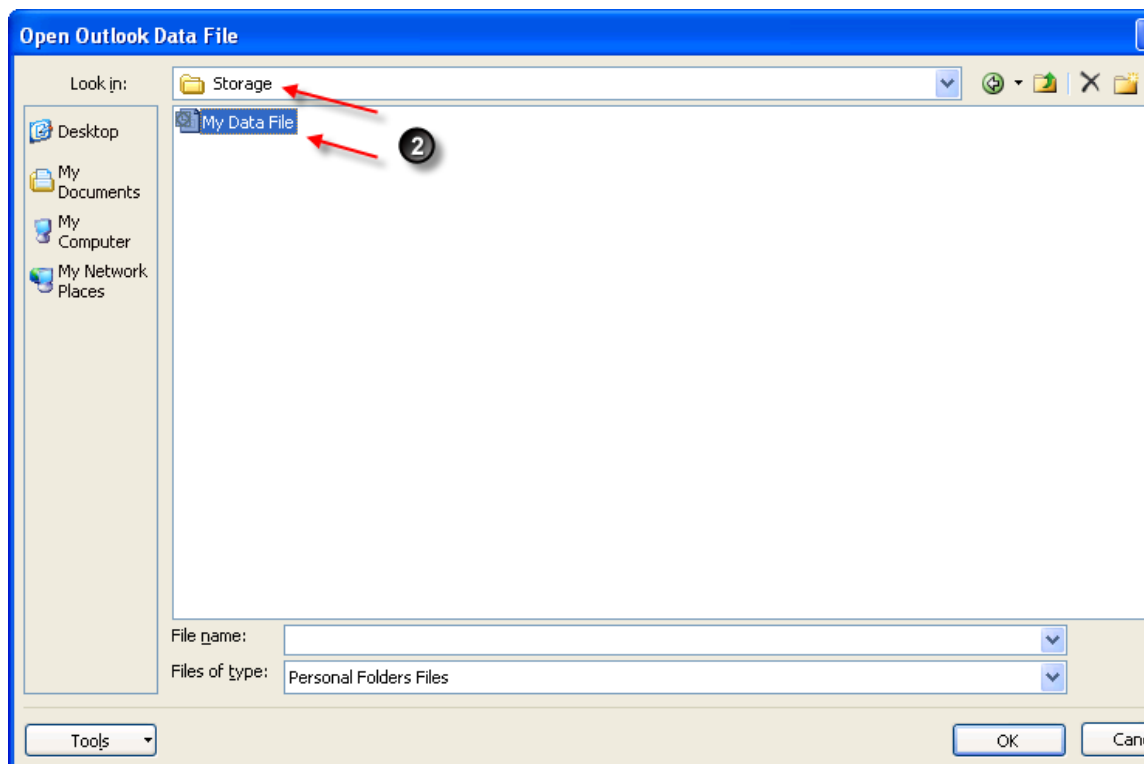 Open Outlook Data File
Look in:
Storage
Desktop
My Data File
2
My
Documents
My
Computer
My Network
Places
File name:
Files of type:
Personal Folders Files
Tools
OK
Can